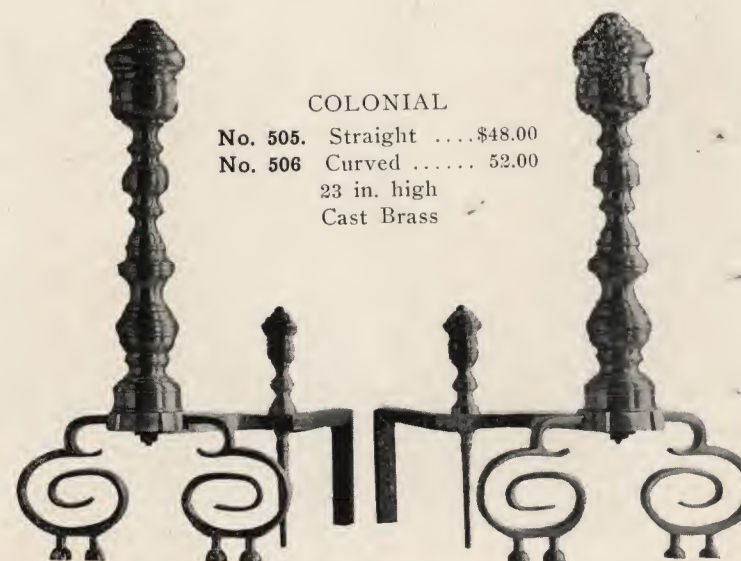 COLONIAL
No. 505. Straight ....$48.00
No. 506 Curved ...... 52.00
23 in. high
Cast Brass